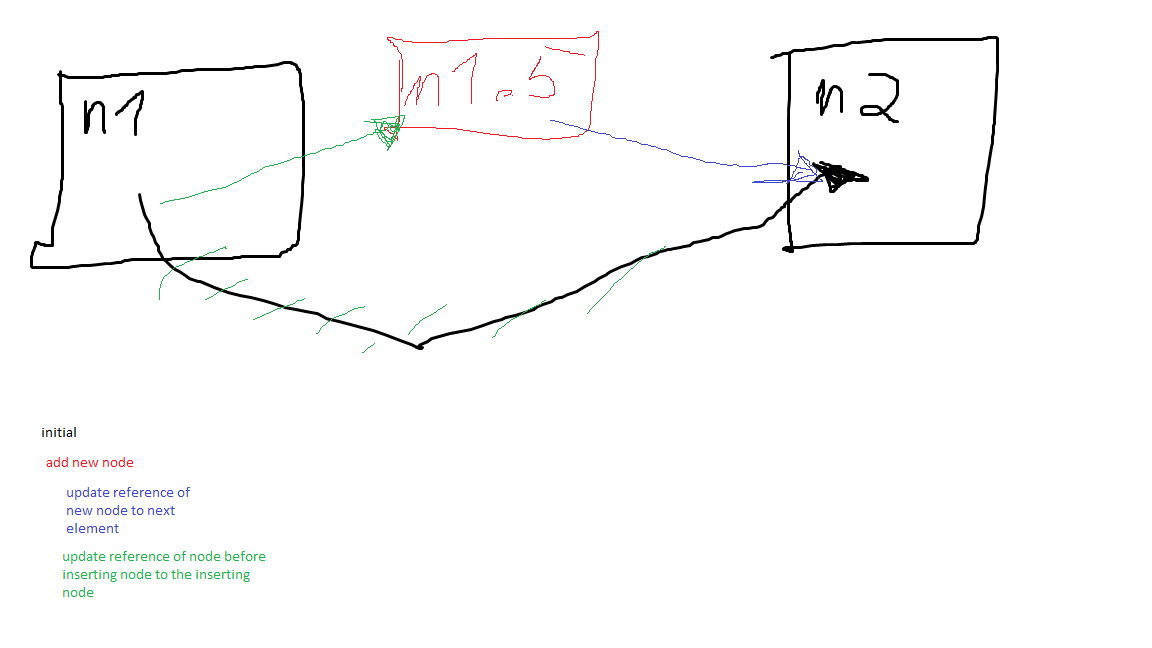 n1
n1.5
n2
initial
add new node
update reference of
new node to next
element
update reference of node before
inserting node to the inserting
node